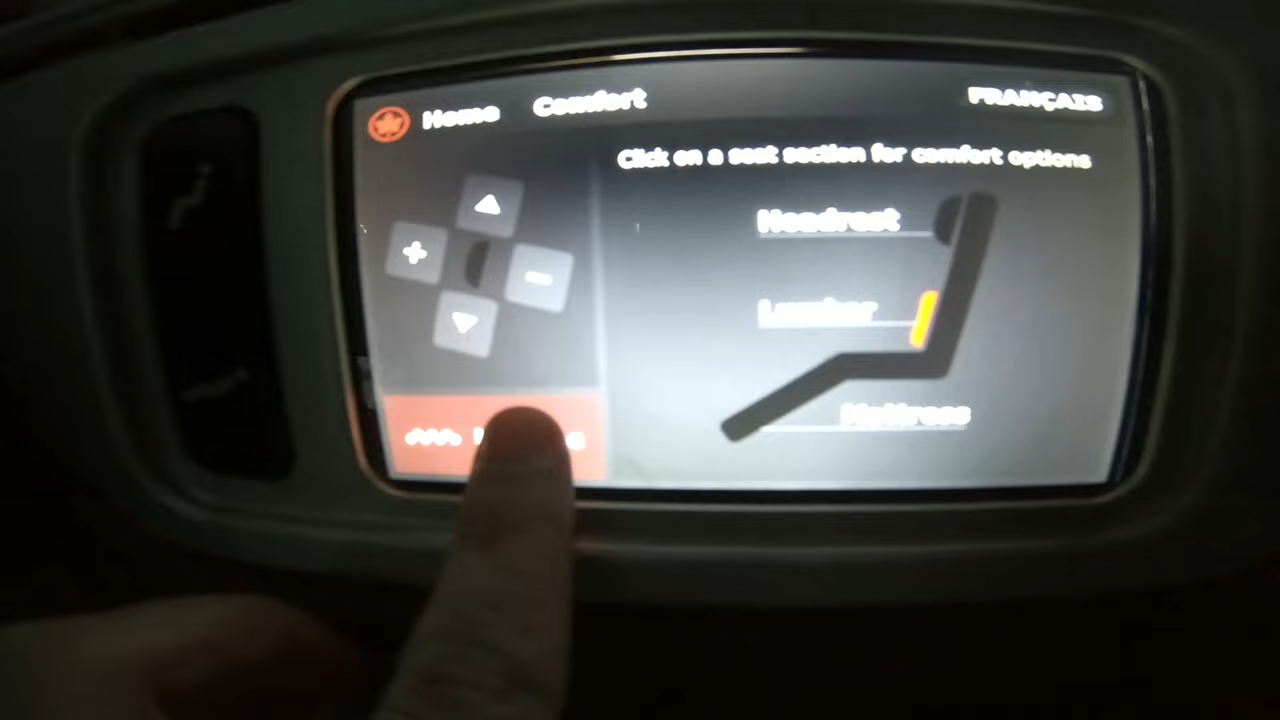 Home Comfort FRANÇAIS
Click on a seat section for comfort options
Headrest
Lumbar
Mattress